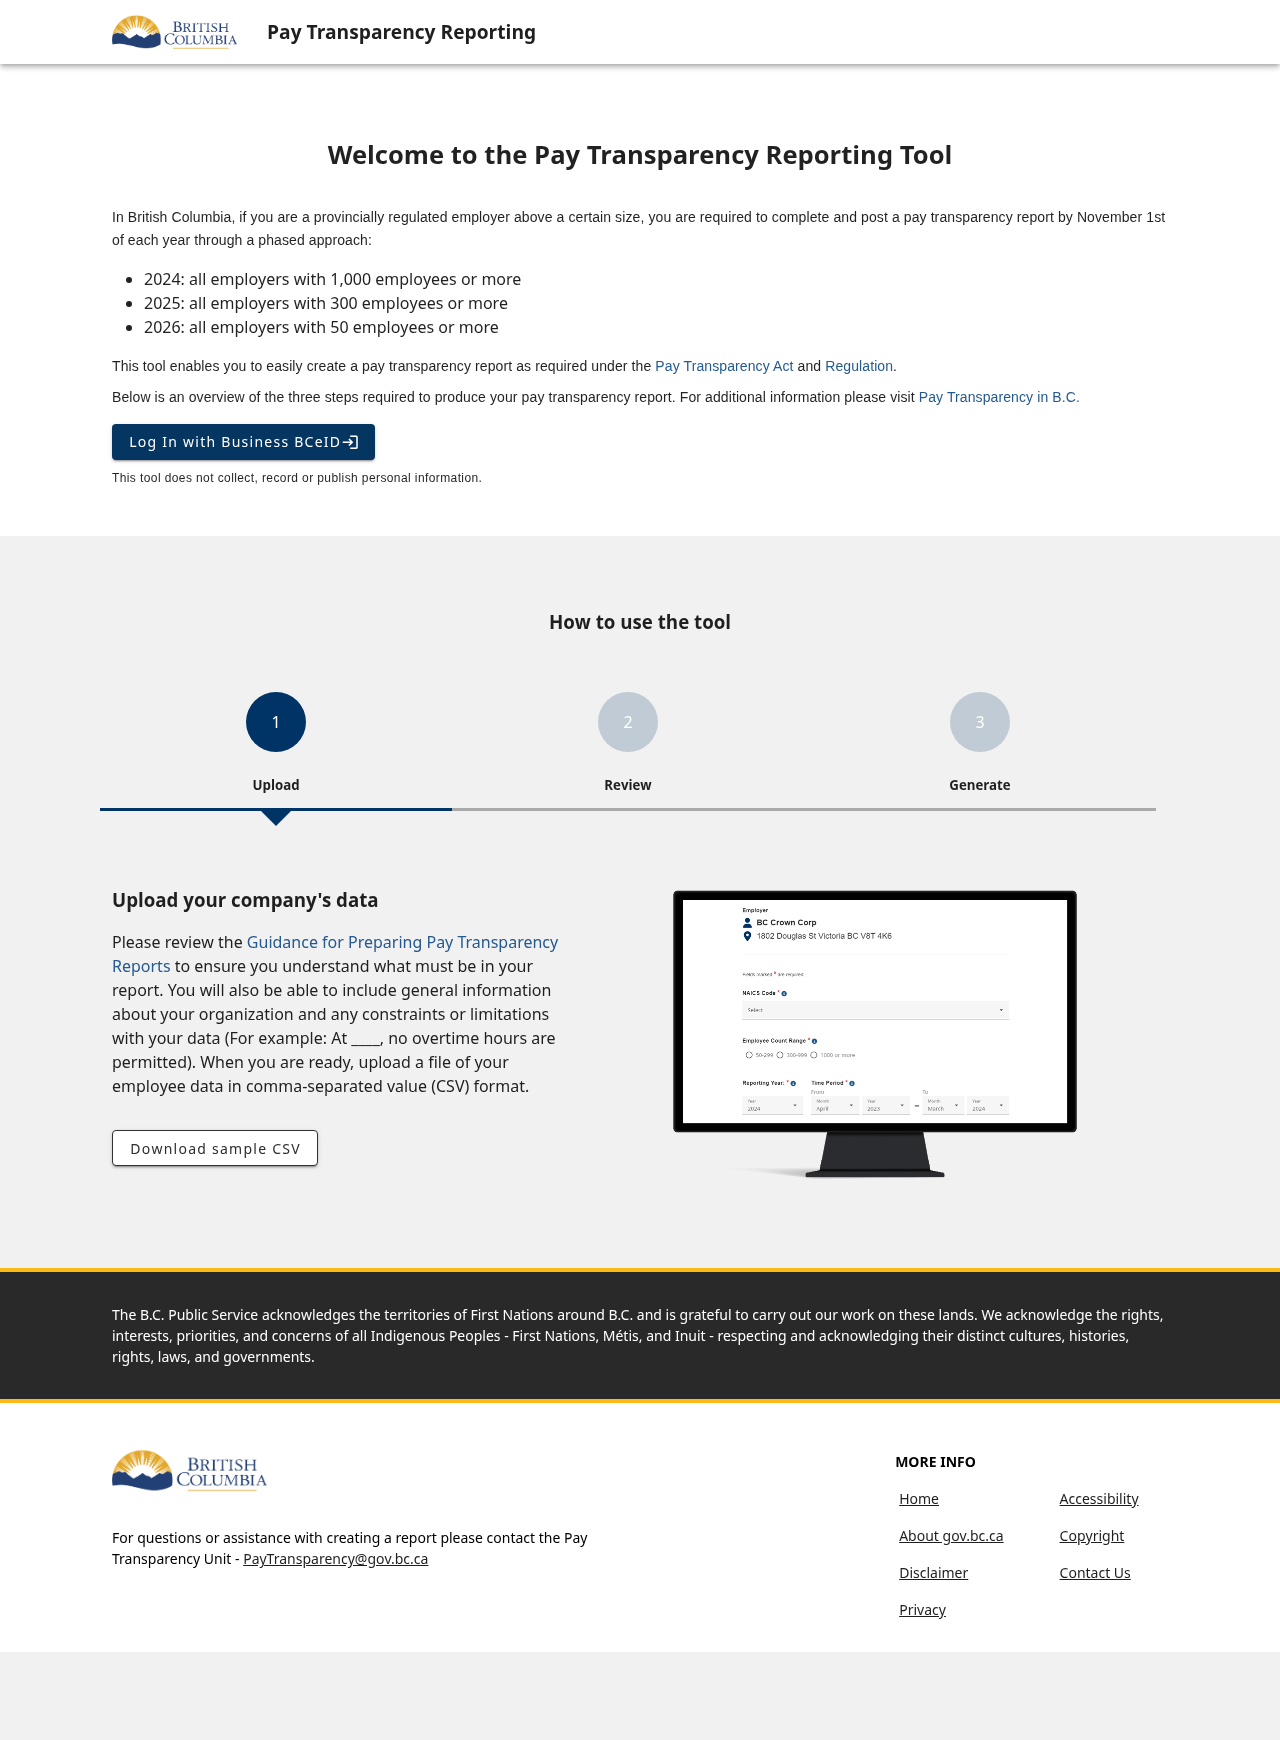 BRITISH
COLUMBIA
Pay Transparency Reporting
Welcome to the Pay Transparency Reporting Tool
In British Columbia, if you are a provincially regulated employer above a certain size, you are required to complete and post a pay transparency report by November 1st
of each year through a phased approach:
2024: all employers with 1,000 employees or more
2025: all employers with 300 employees or more
2026: all employers with 50 employees or more
This tool enables you to easily create a pay transparency report as required under the Pay Transparency Act and Regulation.
Below is an overview of the three steps required to produce your pay transparency report. For additional information please visit Pay Transparency in B.C.
Log In with Business BCeID
This tool does not collect, record or publish personal information.
How to use the tool
1
2
3
Upload
Review
Generate
Upload your company's data
Please review the Guidance for Preparing Pay Transparency
Reports to ensure you understand what must be in your
report. You will also be able to include general information
about your organization and any constraints or limitations
with your data (For example: At ____, no overtime hours are
permitted). When you are ready, upload a file of your
employee data in comma-separated value (CSV) format.
Download sample CSV
Employer
BC Crown Corp
1802 Douglas St Victoria BC V8T 4K6
Fields marked * are required
NAICS Code *
Select
Employee Count Range *
50-299 300-999 1000 or more
Reporting Year: * Time Period *
From To
Year Month Year Month Year
2024 April 2023 – March 2024
The B.C. Public Service acknowledges the territories of First Nations around B.C. and is grateful to carry out our work on these lands. We acknowledge the rights,
interests, priorities, and concerns of all Indigenous Peoples - First Nations, Métis, and Inuit - respecting and acknowledging their distinct cultures, histories,
rights, laws, and governments.
BRITISH
COLUMBIA
For questions or assistance with creating a report please contact the Pay
Transparency Unit - PayTransparency@gov.bc.ca
MORE INFO
Home
Accessibility
About gov.bc.ca
Copyright
Disclaimer
Contact Us
Privacy